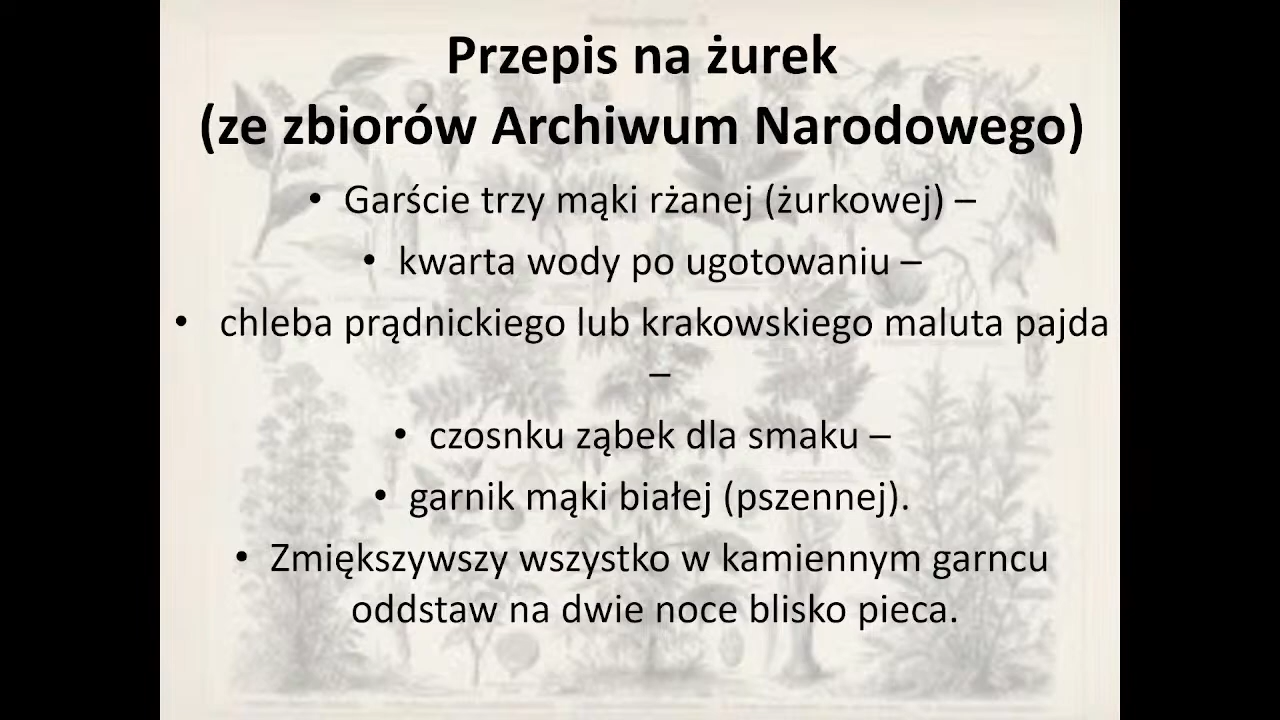 Przepis na żurek
(ze zbiorów Archiwum Narodowego)
• Garście trzy mąki rżanej (żurkowej) –
• kwarta wody po ugotowaniu –
• chleba prądnickiego lub krakowskiego maluta pajda
–
• czosnku ząbek dla smaku –
• garnik mąki białej (pszennej).
• Zmiększywszy wszystko w kamiennym garncu
oddstaw na dwie noce blisko pieca.